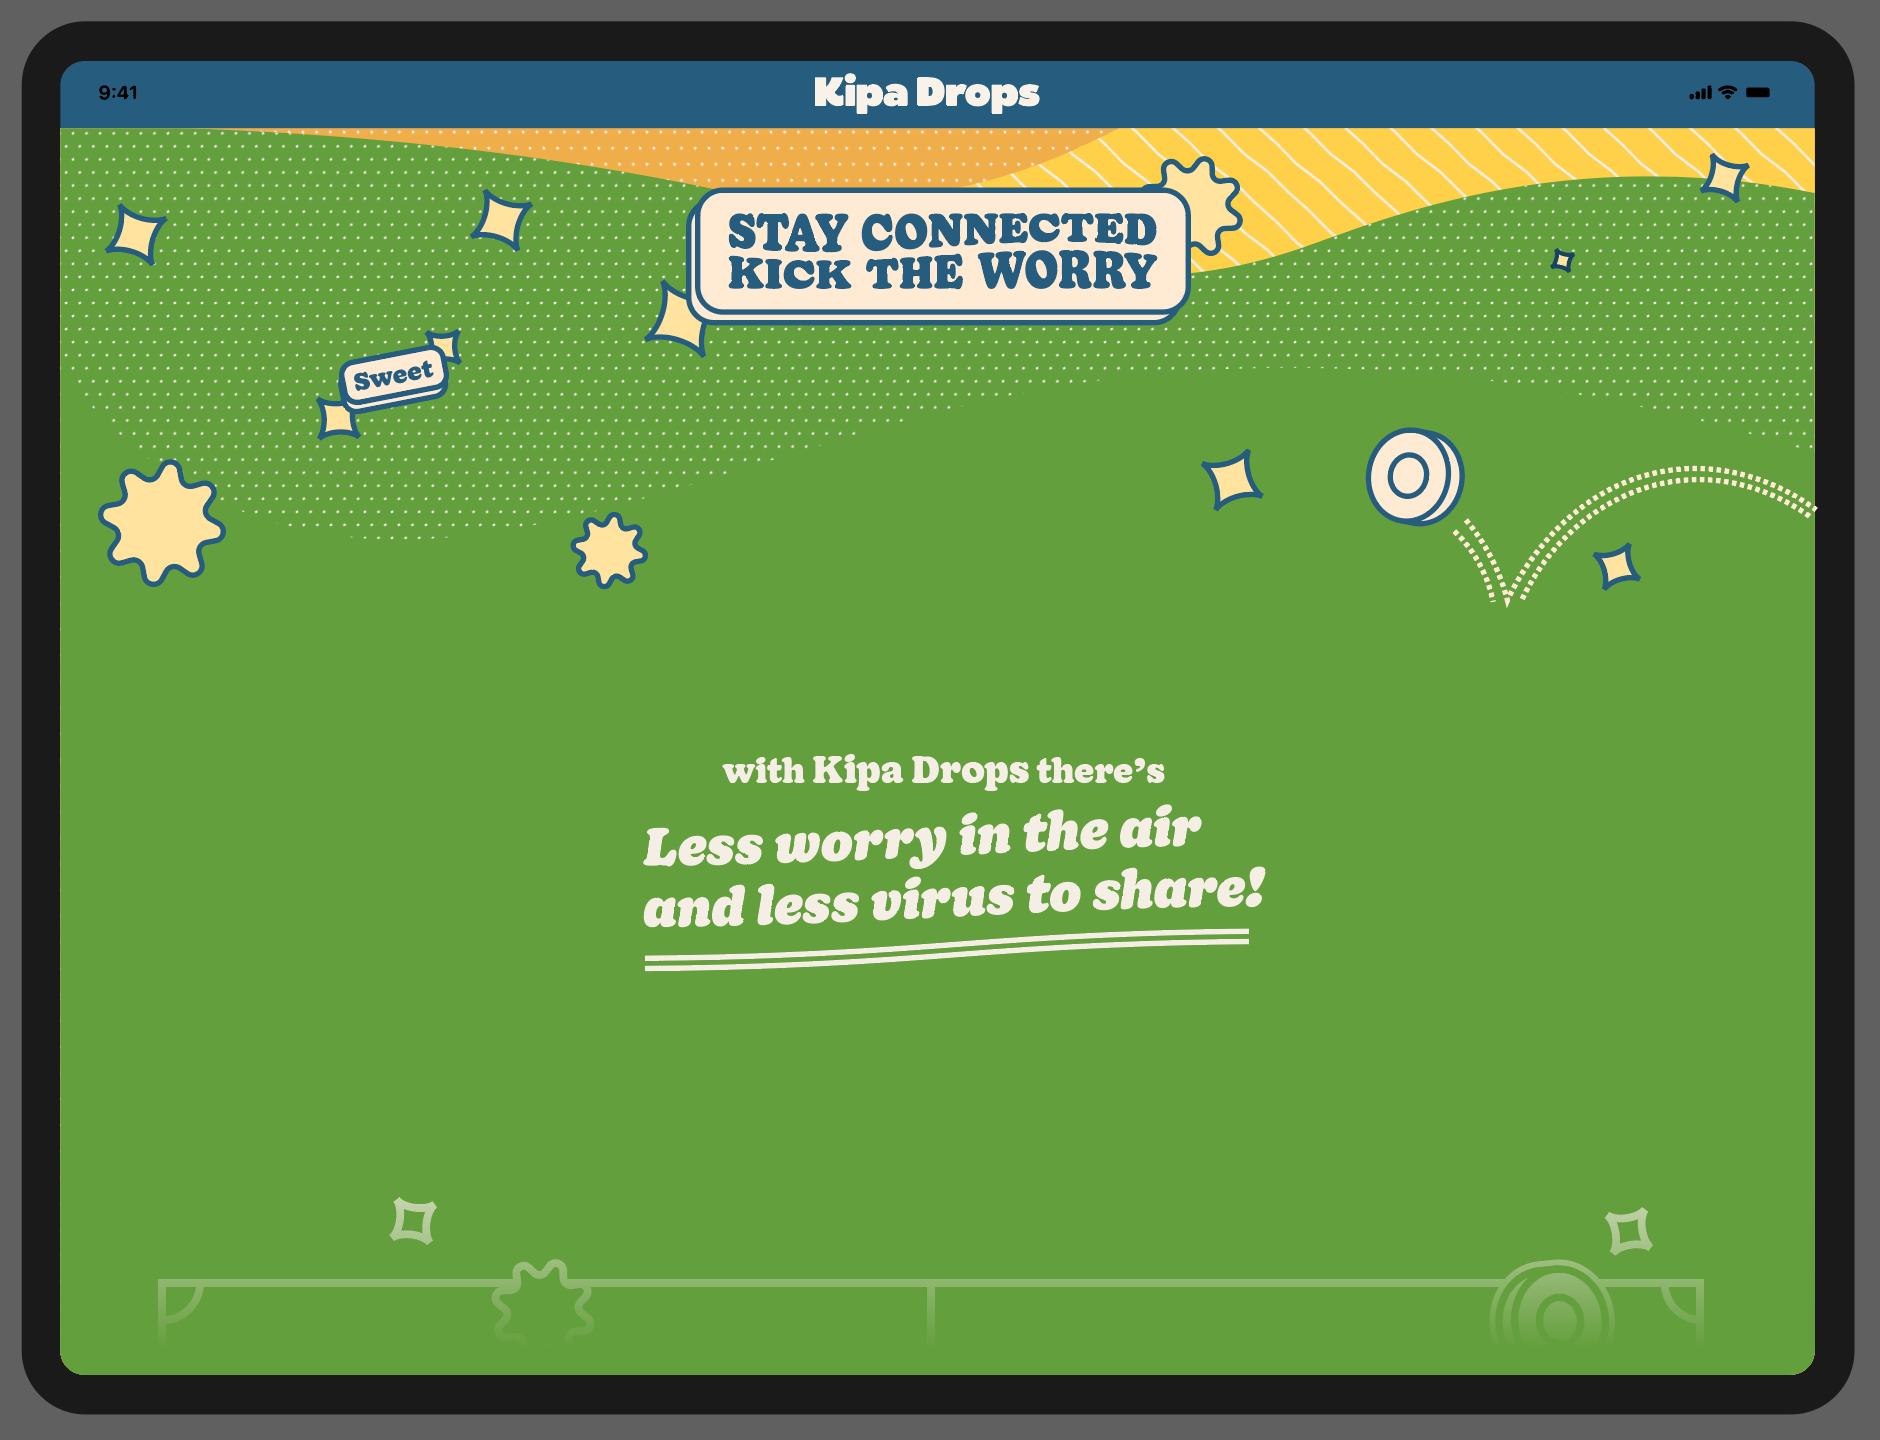 9:41
Kipa Drops
STAY CONNECTED
KICK THE WORRY
Sweet
with Kipa Drops there's
Less worry in the air
and less virus to share!